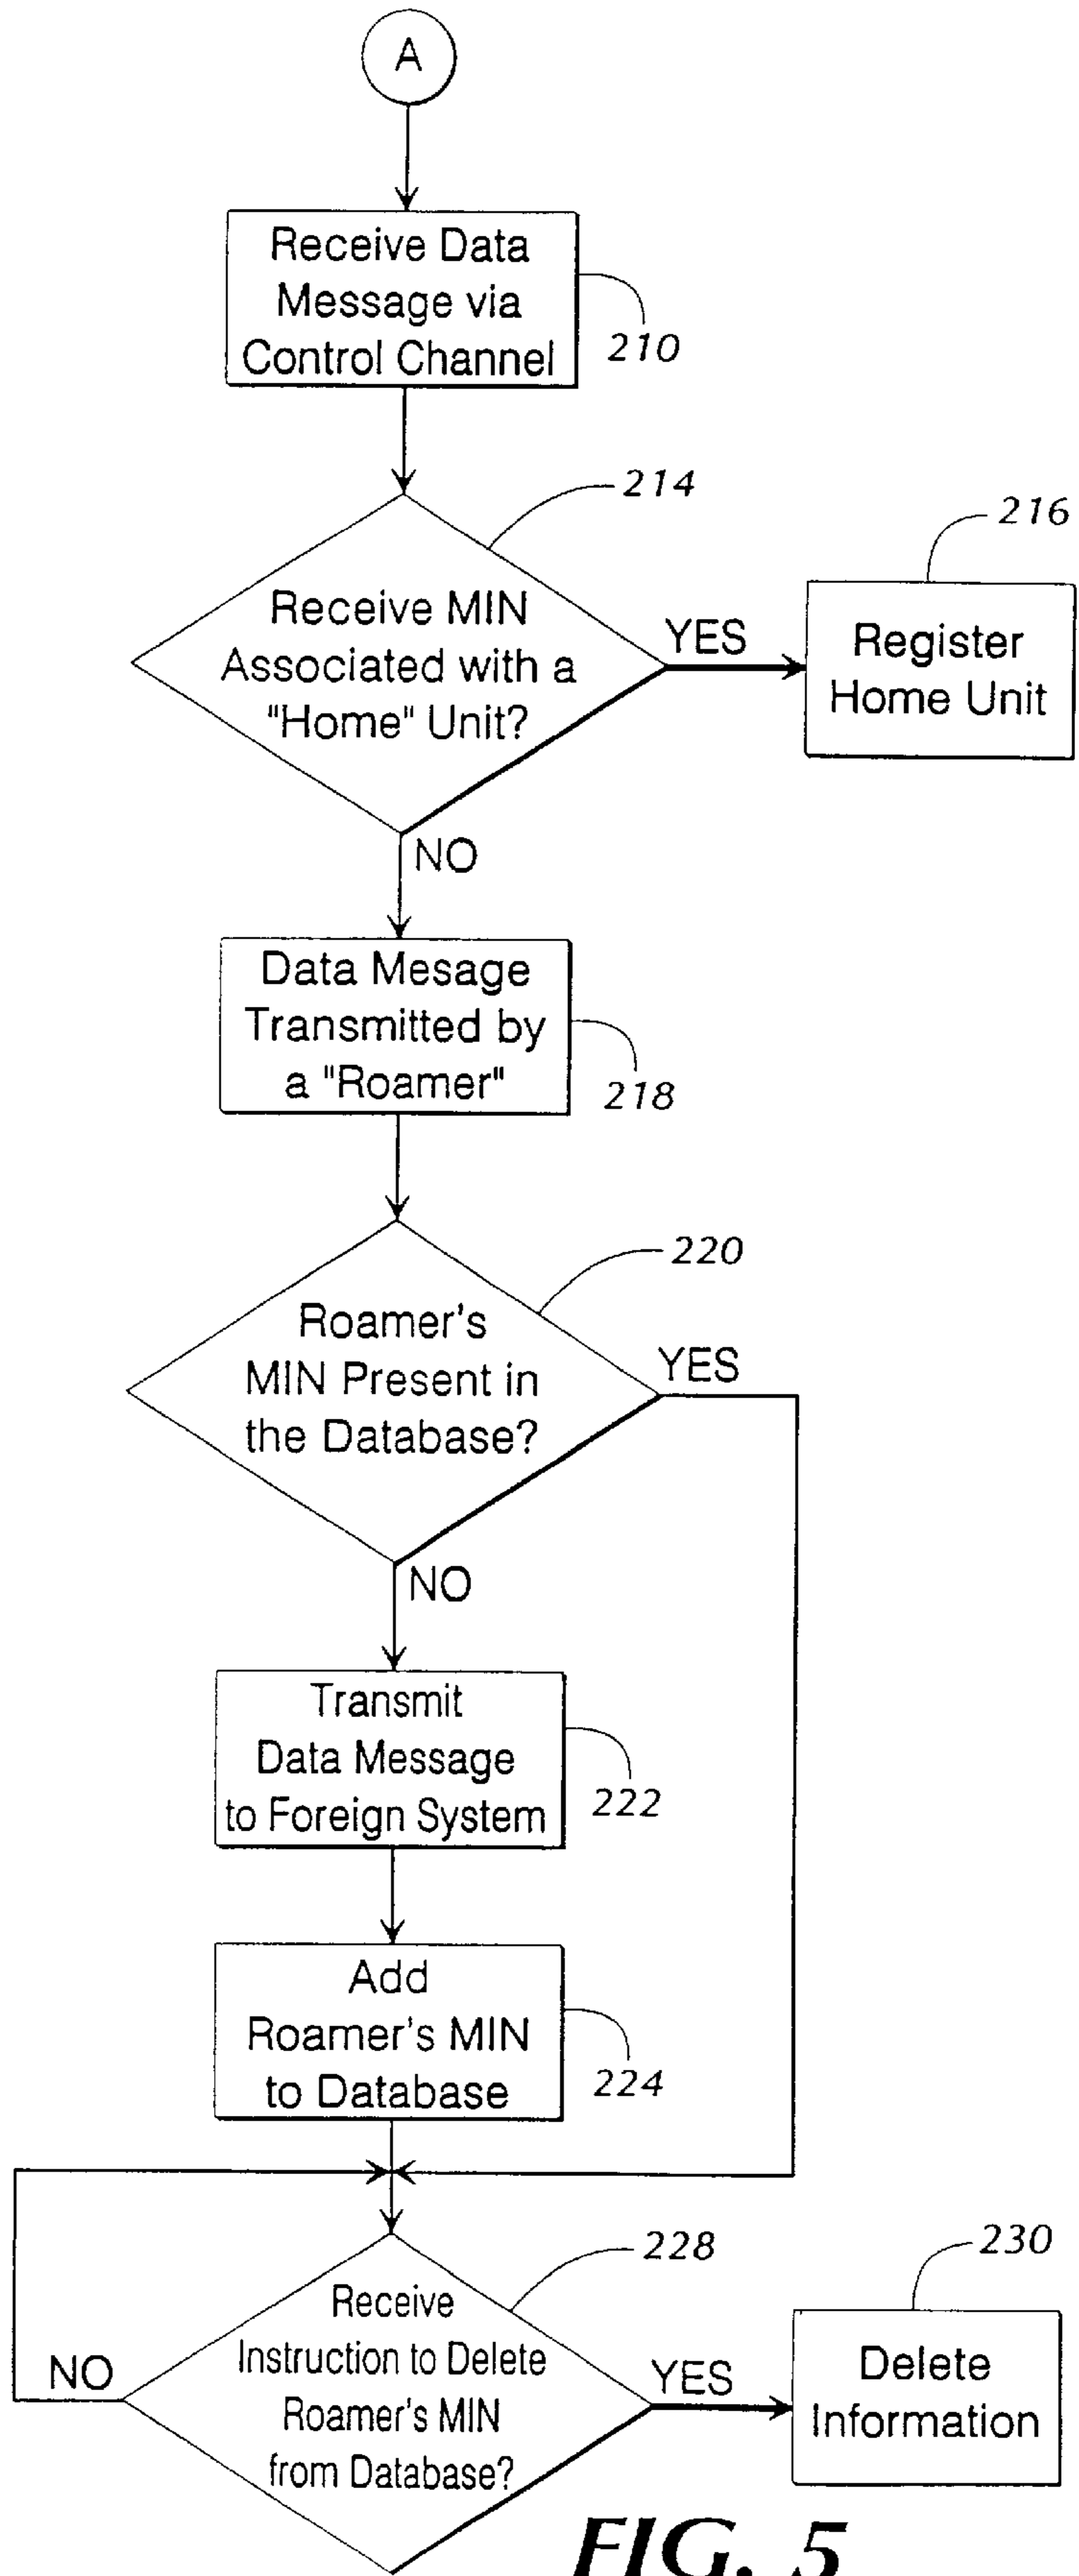 A
Receive Data
Message via
Control Channel
210
214
Receive MIN
Associated with a
"Home" Unit?
YES
216
Register
Home Unit
NO
Data Mesage
Transmitted by
a "Roamer"
218
220
Roamer's
MIN Present in
the Database?
YES
NO
Transmit
Data Message
to Foreign System
222
Add
Roamer's MIN
to Database
224
228
Receive
Instruction to Delete
Roamer's MIN
from Database?
NO
YES
230
Delete
Information
FIG. 5